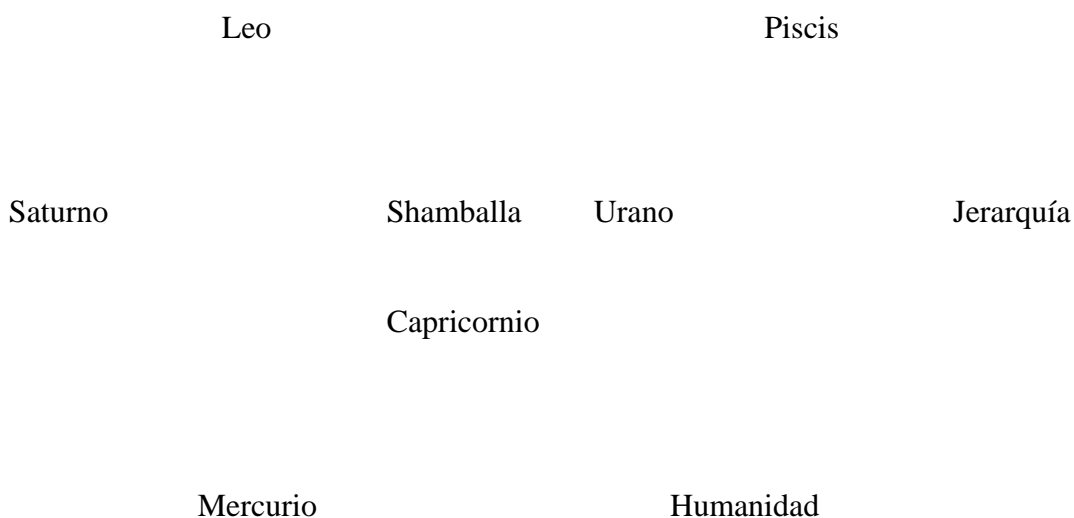 Leo Piscis
Saturno Shamballa Urano Jerarquía
Capricornio
Mercurio Humanidad